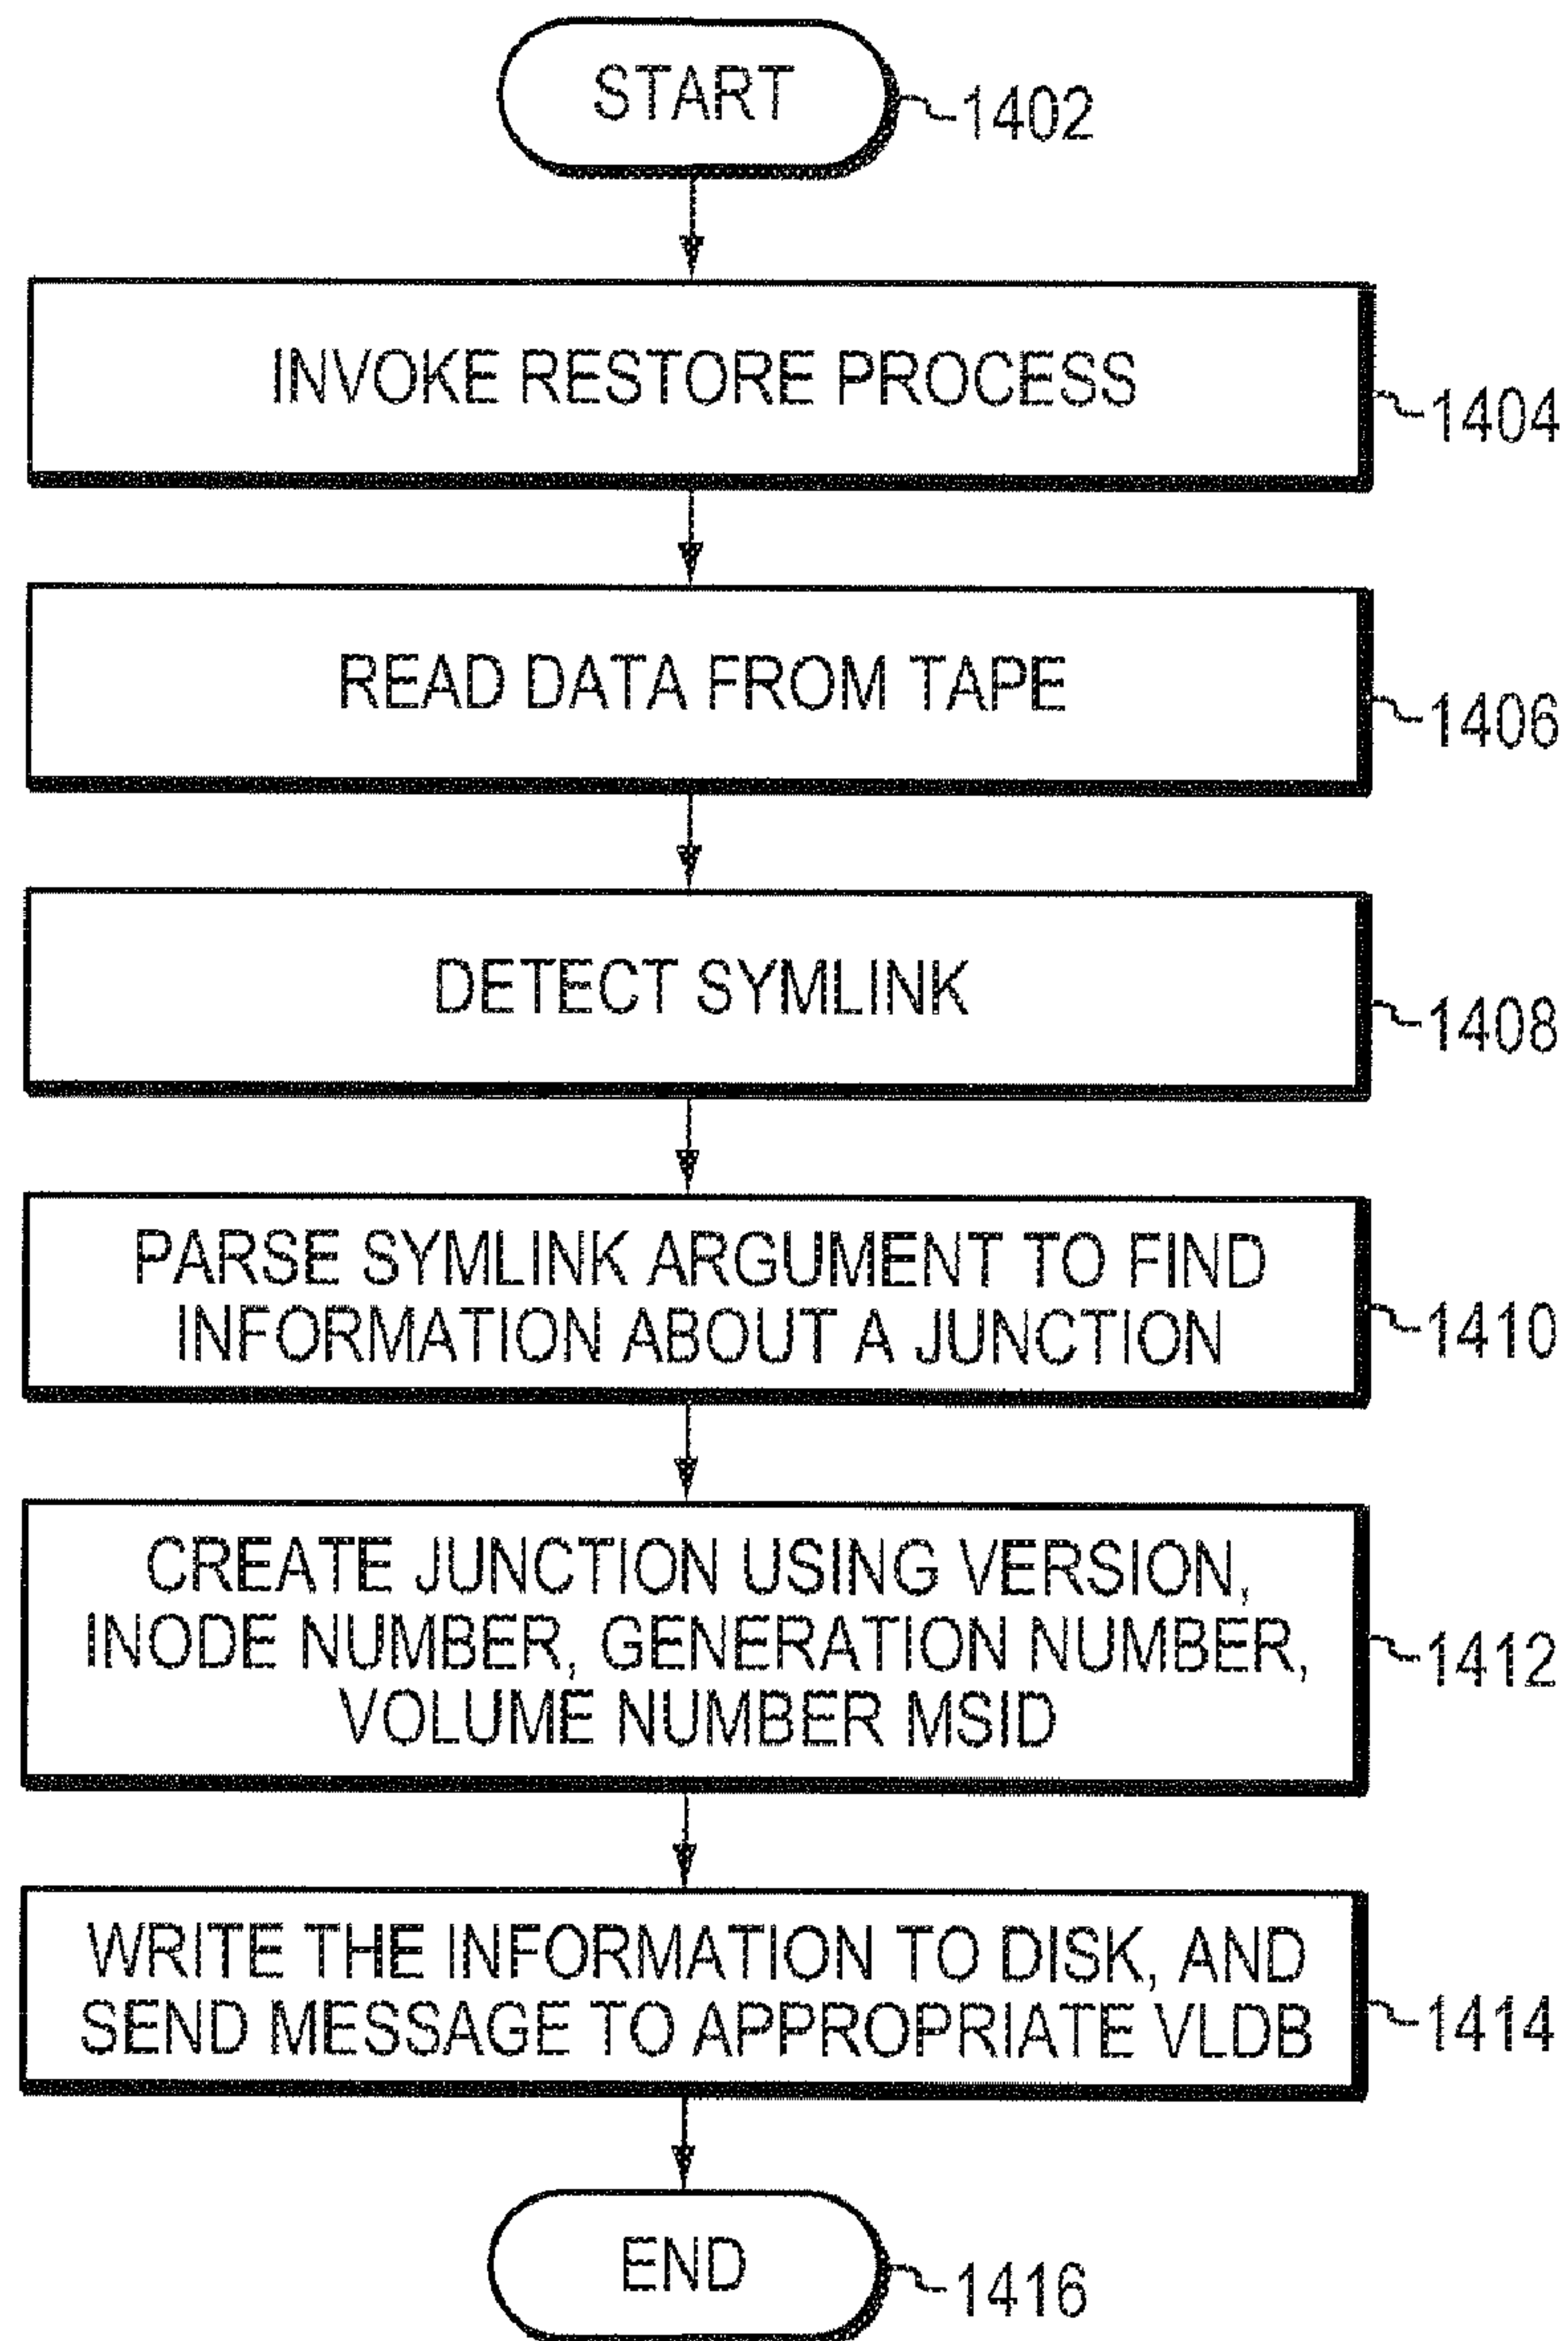 START
1402
INVOKE RESTORE PROCESS
1404
READ DATA FROM TAPE
1406
DETECT SYMLINK
1408
PARSE SYMLINK ARGUMENT TO FIND
INFORMATION ABOUT A JUNCTION
1410
CREATE JUNCTION USING VERSION,
INODE NUMBER, GENERATION NUMBER,
VOLUME NUMBER MSID
1412
WRITE THE INFORMATION TO DISK, AND
SEND MESSAGE TO APPROPRIATE VLDB
1414
END
1416